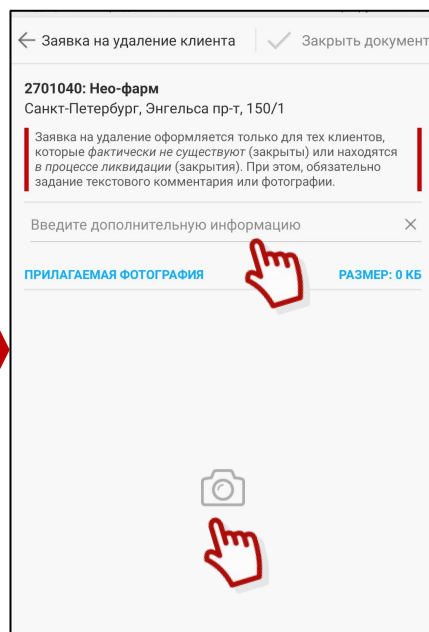 Заявка на удаление клиента
Закрыть документ
2701040: Нео-фарм
Санкт-Петербург, Энгельса пр-т, 150/1
Заявка на удаление оформляется только для тех клиентов,
которые фактически не существуют (закрыты) или находятся
в процессе ликвидации (закрытия). При этом, обязательно
задание текстового комментария или фотографии.
Введите дополнительную информацию
ПРИЛАГАЕМАЯ ФОТОГРАФИЯ
РАЗМЕР: 0 КБ